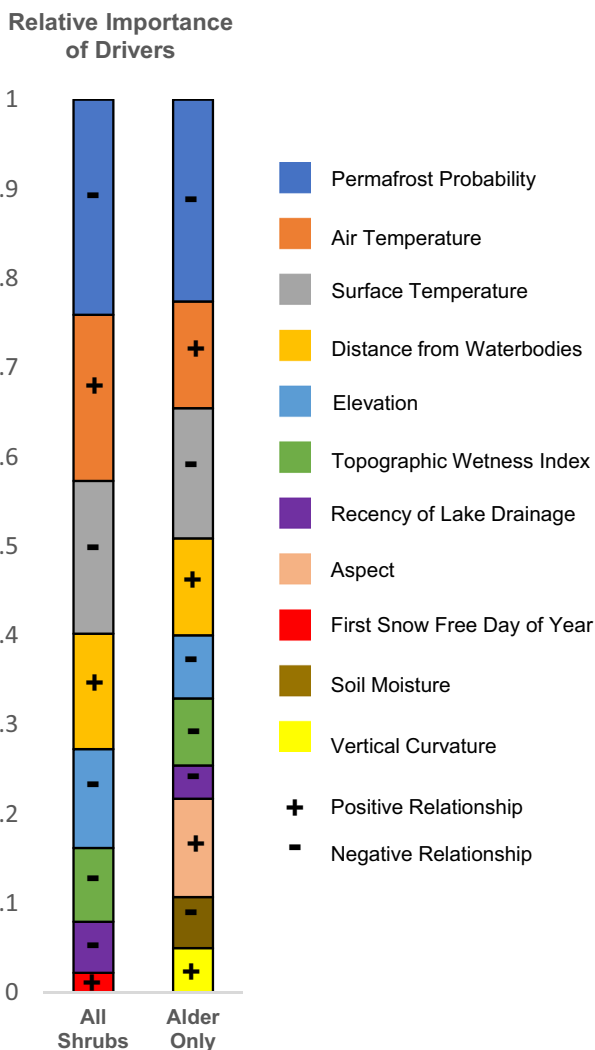 Relative Importance
of Drivers
1
.9
.8
.7
.6
.5
.4
.3
.2
.1
0
-
+
-
+
-
-
-
+
-
+
-
+
-
-
-
+
-
+
All
Shrubs
Alder
Only
Permafrost Probability
Air Temperature
Surface Temperature
Distance from Waterbodies
Elevation
Topographic Wetness Index
Recency of Lake Drainage
Aspect
First Snow Free Day of Year
Soil Moisture
Vertical Curvature
+ Positive Relationship
- Negative Relationship